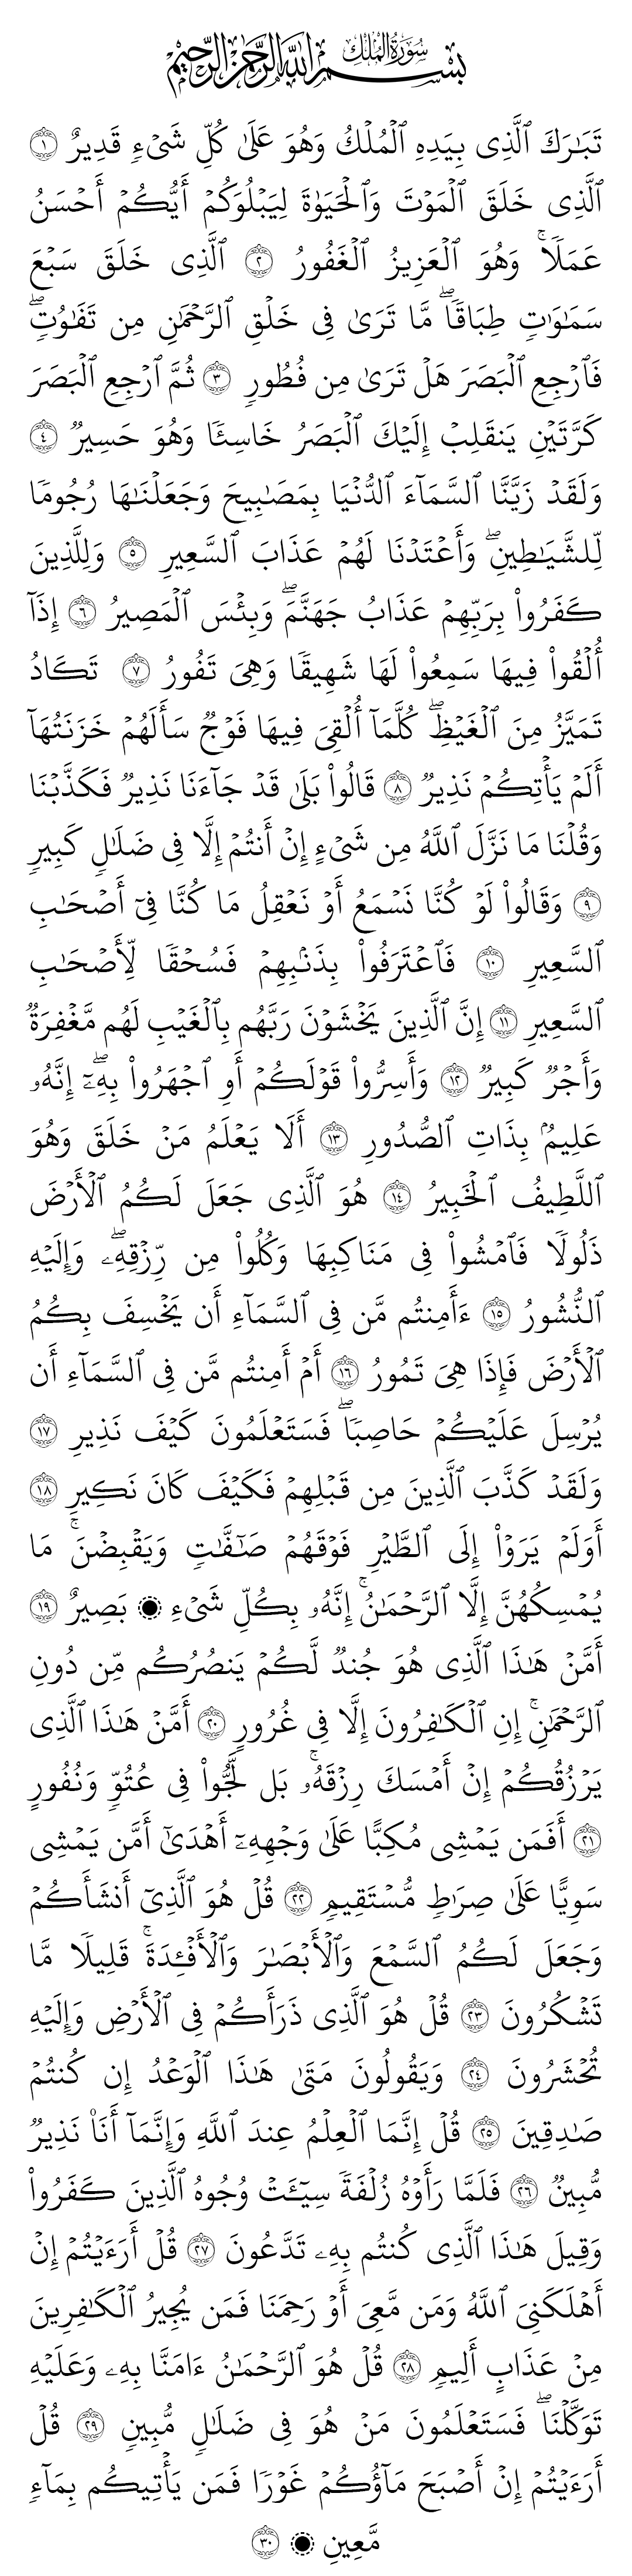 سُورَةُ المُلْكِ
بِسْمِ اللَّهِ الرَّحْمَٰنِ الرَّحِيمِ
تَبَٰرَكَ ٱلَّذِى بِيَدِهِ ٱلْمُلْكُ وَهُوَ عَلَىٰ كُلِّ شَىْءٍ قَدِيرٌ ١
ٱلَّذِى خَلَقَ ٱلْمَوْتَ وَٱلْحَيَوٰةَ لِيَبْلُوَكُمْ أَيُّكُمْ أَحْسَنُ
عَمَلًا ۚ وَهُوَ ٱلْعَزِيزُ ٱلْغَفُورُ ٢ ٱلَّذِى خَلَقَ سَبْعَ
سَمَٰوَٰتٍ طِبَاقًا ۖ مَّا تَرَىٰ فِى خَلْقِ ٱلرَّحْمَٰنِ مِن تَفَٰوُتٍ ۖ
فَٱرْجِعِ ٱلْبَصَرَ هَلْ تَرَىٰ مِن فُطُورٍ ٣ ثُمَّ ٱرْجِعِ ٱلْبَصَرَ
كَرَّتَيْنِ يَنقَلِبْ إِلَيْكَ ٱلْبَصَرُ خَاسِئًا وَهُوَ حَسِيرٌ ٤
وَلَقَدْ زَيَّنَّا ٱلسَّمَآءَ ٱلدُّنْيَا بِمَصَٰبِيحَ وَجَعَلْنَٰهَا رُجُومًا
لِّلشَّيَٰطِينِ ۖ وَأَعْتَدْنَا لَهُمْ عَذَابَ ٱلسَّعِيرِ ٥ وَلِلَّذِينَ
كَفَرُوا۟ بِرَبِّهِمْ عَذَابُ جَهَنَّمَ ۖ وَبِئْسَ ٱلْمَصِيرُ ٦ إِذَآ
أُلْقُوا۟ فِيهَا سَمِعُوا۟ لَهَا شَهِيقًا وَهِىَ تَفُورُ ٧ تَكَادُ
تَمَيَّزُ مِنَ ٱلْغَيْظِ ۖ كُلَّمَآ أُلْقِىَ فِيهَا فَوْجٌ سَأَلَهُمْ خَزَنَتُهَآ
أَلَمْ يَأْتِكُمْ نَذِيرٌ ٨ قَالُوا۟ بَلَىٰ قَدْ جَآءَنَا نَذِيرٌ فَكَذَّبْنَا
وَقُلْنَا مَا نَزَّلَ ٱللَّهُ مِن شَىْءٍ إِنْ أَنتُمْ إِلَّا فِى ضَلَٰلٍ كَبِيرٍ
٩ وَقَالُوا۟ لَوْ كُنَّا نَسْمَعُ أَوْ نَعْقِلُ مَا كُنَّا فِىٓ أَصْحَٰبِ
ٱلسَّعِيرِ ١٠ فَٱعْتَرَفُوا۟ بِذَنۢبِهِمْ فَسُحْقًا لِّأَصْحَٰبِ
ٱلسَّعِيرِ ١١ إِنَّ ٱلَّذِينَ يَخْشَوْنَ رَبَّهُم بِٱلْغَيْبِ لَهُم مَّغْفِرَةٌ
وَأَجْرٌ كَبِيرٌ ١٢ وَأَسِرُّوا۟ قَوْلَكُمْ أَوِ ٱجْهَرُوا۟ بِهِۦٓ ۖ إِنَّهُۥ
عَلِيمٌۢ بِذَاتِ ٱلصُّدُورِ ١٣ أَلَا يَعْلَمُ مَنْ خَلَقَ وَهُوَ
ٱللَّطِيفُ ٱلْخَبِيرُ ١٤ هُوَ ٱلَّذِى جَعَلَ لَكُمُ ٱلْأَرْضَ
ذَلُولًا فَٱمْشُوا۟ فِى مَنَاكِبِهَا وَكُلُوا۟ مِن رِّزْقِهِۦ ۖ وَإِلَيْهِ
ٱلنُّشُورُ ١٥ ءَأَمِنتُم مَّن فِى ٱلسَّمَآءِ أَن يَخْسِفَ بِكُمُ
ٱلْأَرْضَ فَإِذَا هِىَ تَمُورُ ١٦ أَمْ أَمِنتُم مَّن فِى ٱلسَّمَآءِ أَن
يُرْسِلَ عَلَيْكُمْ حَاصِبًا ۖ فَسَتَعْلَمُونَ كَيْفَ نَذِيرِ ١٧
وَلَقَدْ كَذَّبَ ٱلَّذِينَ مِن قَبْلِهِمْ فَكَيْفَ كَانَ نَكِيرِ ١٨
أَوَلَمْ يَرَوْا۟ إِلَى ٱلطَّيْرِ فَوْقَهُمْ صَٰٓفَّٰتٍ وَيَقْبِضْنَ ۚ مَا
يُمْسِكُهُنَّ إِلَّا ٱلرَّحْمَٰنُ ۚ إِنَّهُۥ بِكُلِّ شَىْءٍۭ بَصِيرٌ ١٩
أَمَّنْ هَٰذَا ٱلَّذِى هُوَ جُندٌ لَّكُمْ يَنصُرُكُم مِّن دُونِ
ٱلرَّحْمَٰنِ ۚ إِنِ ٱلْكَٰفِرُونَ إِلَّا فِى غُرُورٍ ٢٠ أَمَّنْ هَٰذَا ٱلَّذِى
يَرْزُقُكُمْ إِنْ أَمْسَكَ رِزْقَهُۥ ۚ بَل لَّجُّوا۟ فِى عُتُوٍّ وَنُفُورٍ
٢١ أَفَمَن يَمْشِى مُكِبًّا عَلَىٰ وَجْهِهِۦٓ أَهْدَىٰٓ أَمَّن يَمْشِى
سَوِيًّا عَلَىٰ صِرَٰطٍ مُّسْتَقِيمٍ ٢٢ قُلْ هُوَ ٱلَّذِىٓ أَنشَأَكُمْ
وَجَعَلَ لَكُمُ ٱلسَّمْعَ وَٱلْأَبْصَٰرَ وَٱلْأَفْـِٔدَةَ ۚ قَلِيلًا مَّا
تَشْكُرُونَ ٢٣ قُلْ هُوَ ٱلَّذِى ذَرَأَكُمْ فِى ٱلْأَرْضِ وَإِلَيْهِ
تُحْشَرُونَ ٢٤ وَيَقُولُونَ مَتَىٰ هَٰذَا ٱلْوَعْدُ إِن كُنتُمْ
صَٰدِقِينَ ٢٥ قُلْ إِنَّمَا ٱلْعِلْمُ عِندَ ٱللَّهِ وَإِنَّمَآ أَنَا۠ نَذِيرٌ
مُّبِينٌ ٢٦ فَلَمَّا رَأَوْهُ زُلْفَةً سِيٓـَٔتْ وُجُوهُ ٱلَّذِينَ كَفَرُوا۟
وَقِيلَ هَٰذَا ٱلَّذِى كُنتُم بِهِۦ تَدَّعُونَ ٢٧ قُلْ أَرَءَيْتُمْ إِنْ
أَهْلَكَنِىَ ٱللَّهُ وَمَن مَّعِىَ أَوْ رَحِمَنَا فَمَن يُجِيرُ ٱلْكَٰفِرِينَ
مِنْ عَذَابٍ أَلِيمٍ ٢٨ قُلْ هُوَ ٱلرَّحْمَٰنُ ءَامَنَّا بِهِۦ وَعَلَيْهِ
تَوَكَّلْنَا ۖ فَسَتَعْلَمُونَ مَنْ هُوَ فِى ضَلَٰلٍ مُّبِينٍ ٢٩ قُلْ
أَرَءَيْتُمْ إِنْ أَصْبَحَ مَآؤُكُمْ غَوْرًا فَمَن يَأْتِيكُم بِمَآءٍ
مَّعِينٍۭ ٣٠